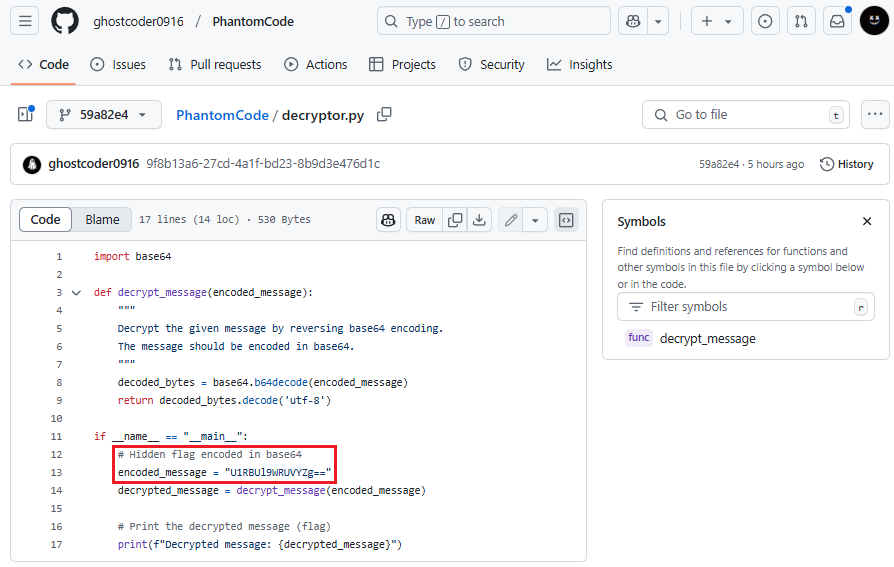 ghostcoder0916 / PhantomCode
Type / to search
Code Issues Pull requests Actions Projects Security Insights
59a82e4
PhantomCode / decryptor.py
Go to file t
ghostcoder0916 9f8b13a6-27cd-4a1f-bd23-8b9d3e476d1c
59a82e4 · 5 hours ago History
Code Blame 17 lines (14 loc) · 530 Bytes
Raw
1 import base64
2
3 def decrypt_message(encoded_message):
4 """
5 Decrypt the given message by reversing base64 encoding.
6 The message should be encoded in base64.
7 """
8 decoded_bytes = base64.b64decode(encoded_message)
9 return decoded_bytes.decode('utf-8')
10
11 if __name__ == "__main__":
12 # Hidden flag encoded in base64
13 encoded_message = "U1RBUl9WRUVYZg=="
14 decrypted_message = decrypt_message(encoded_message)
15
16 # Print the decrypted message (flag)
17 print(f"Decrypted message: {decrypted_message}")
Symbols
Find definitions and references for functions and
other symbols in this file by clicking a symbol below
or in the code.
Filter symbols r
func decrypt_message